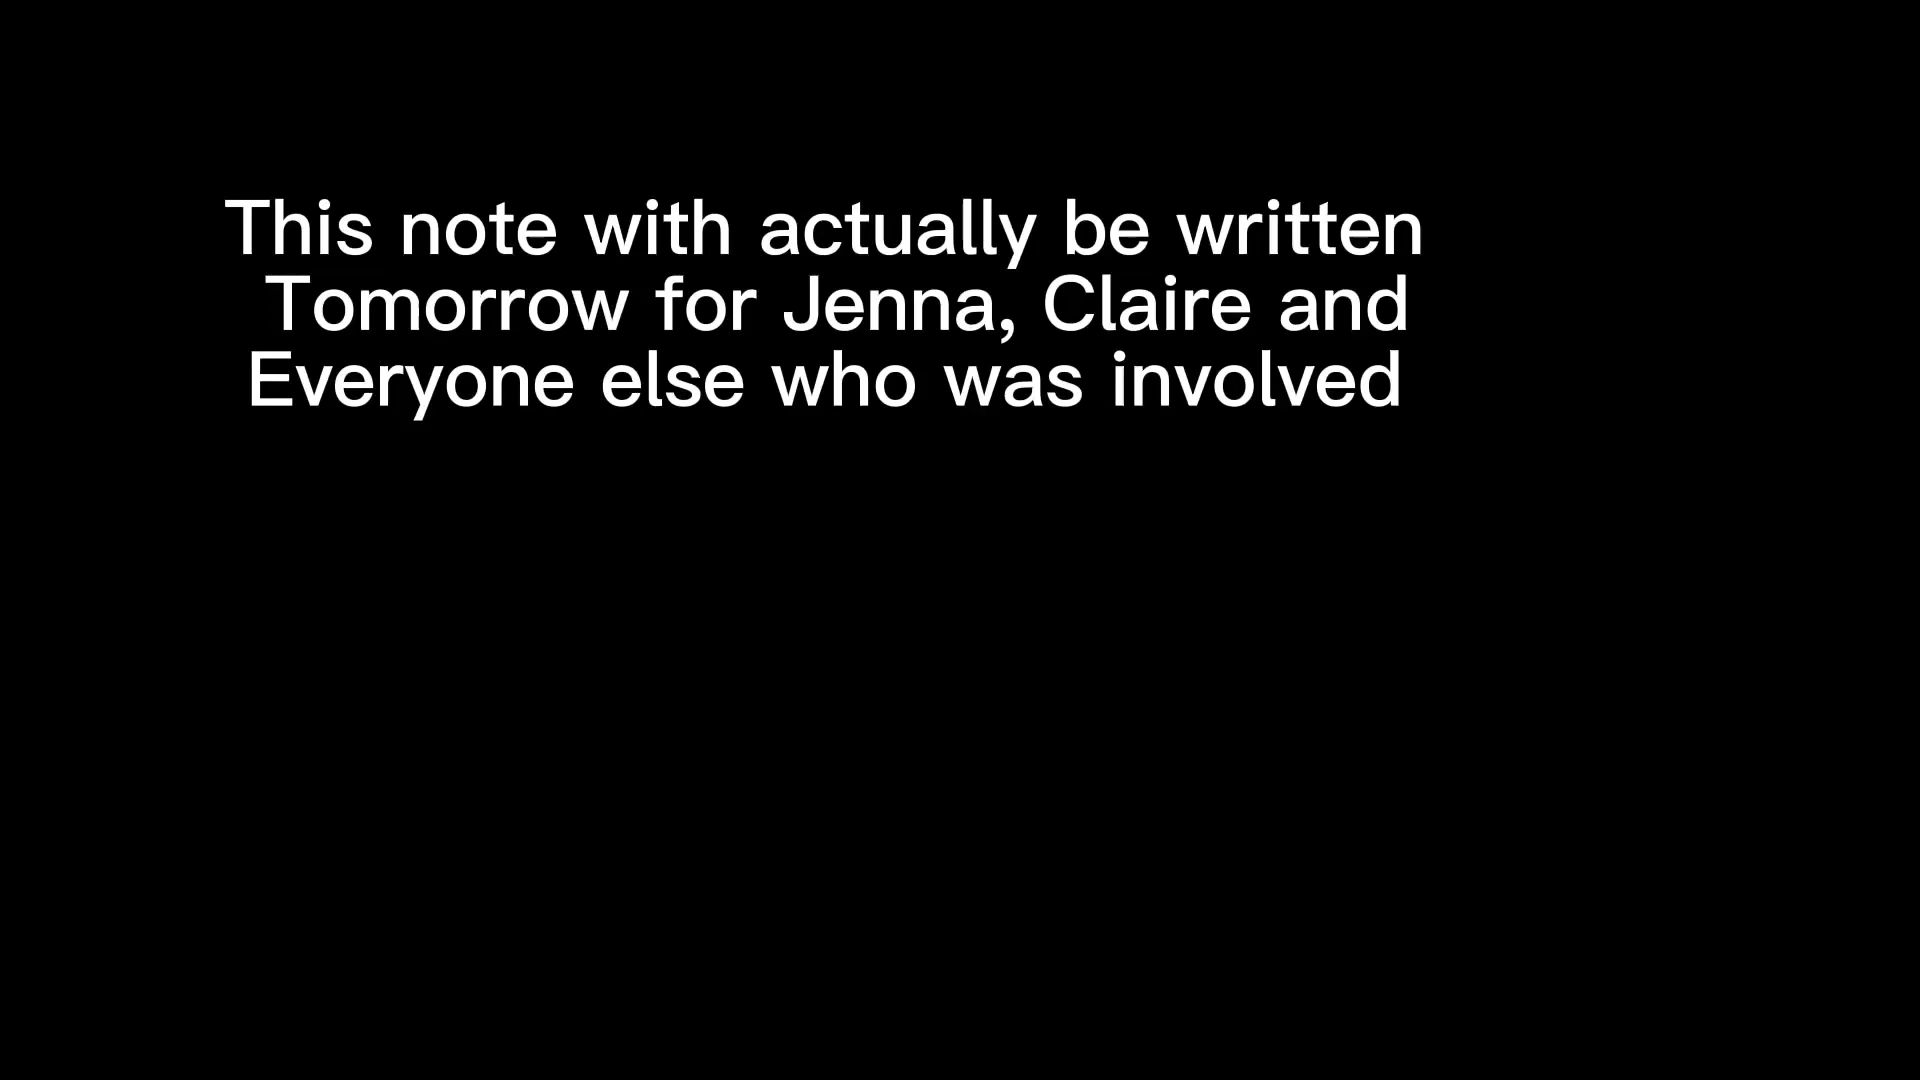 This note with actually be written
Tomorrow for Jenna, Claire and
Everyone else who was involved